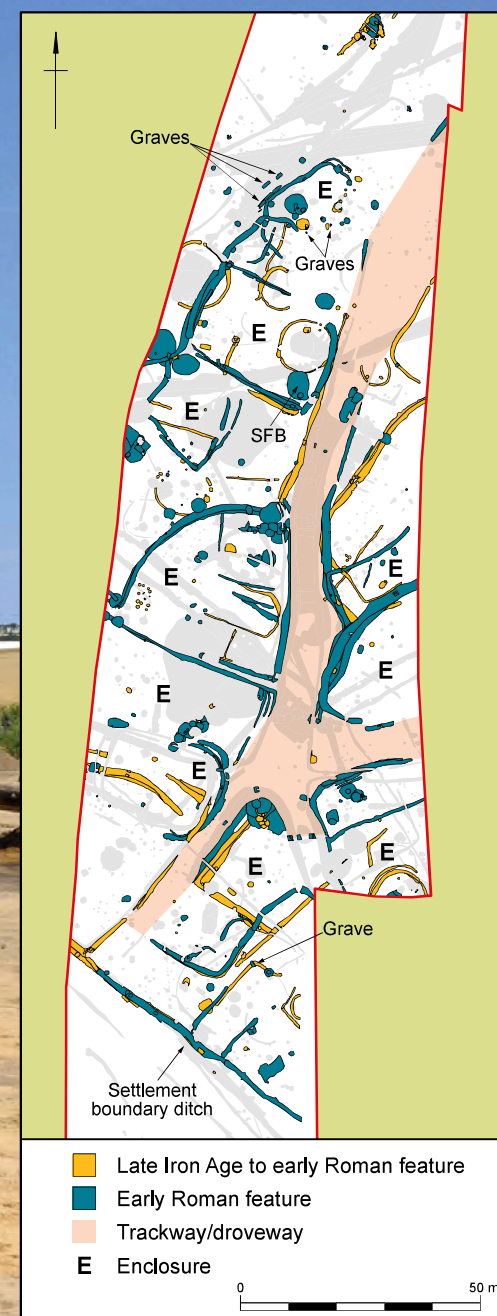 Graves
E
Graves
E
E
SFB
E
E
E
E
E
E
E
Grave
Settlement
boundary ditch
Late Iron Age to early Roman feature
Early Roman feature
Trackway/droveway
E Enclosure
0 50 m